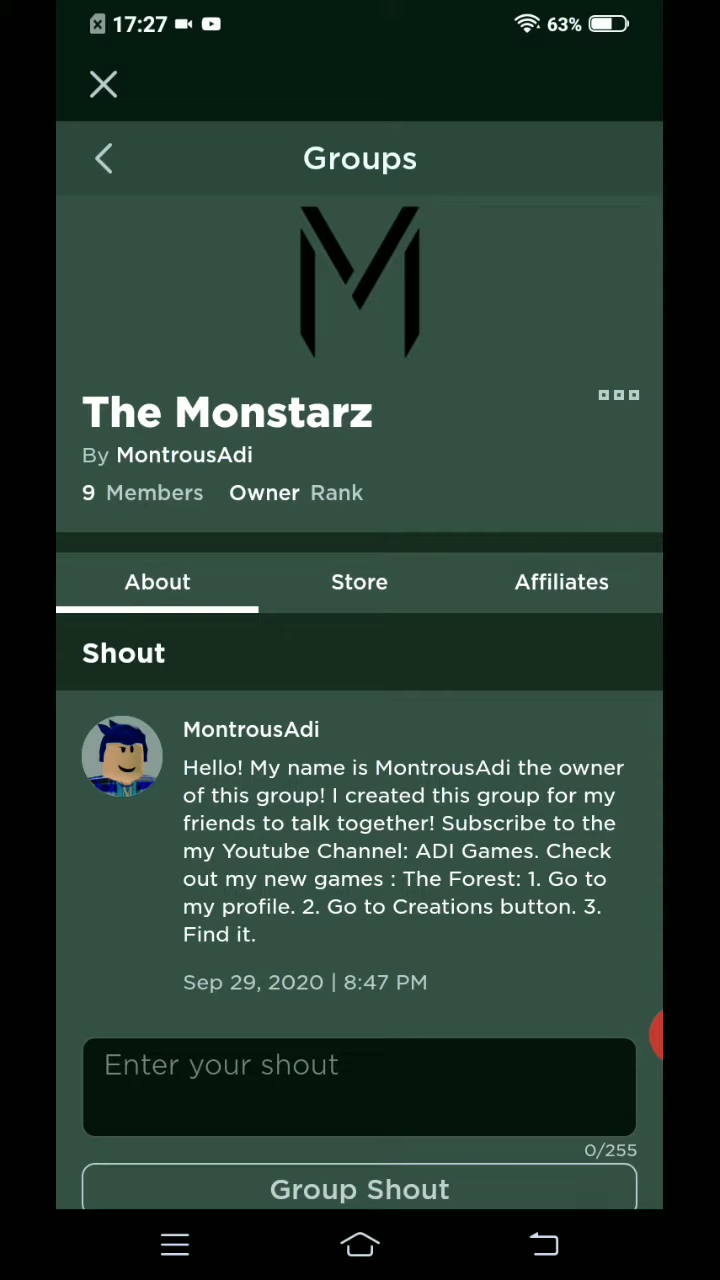 17:27
63%
Groups
M
The Monstarz
By MontrousAdi
9 Members Owner Rank
About Store Affiliates
Shout
MontrousAdi
Hello! My name is MontrousAdi the owner
of this group! I created this group for my
friends to talk together! Subscribe to the
my Youtube Channel: ADI Games. Check
out my new games : The Forest: 1. Go to
my profile. 2. Go to Creations button. 3.
Find it.
Sep 29, 2020 | 8:47 PM
Enter your shout
0/255
Group Shout